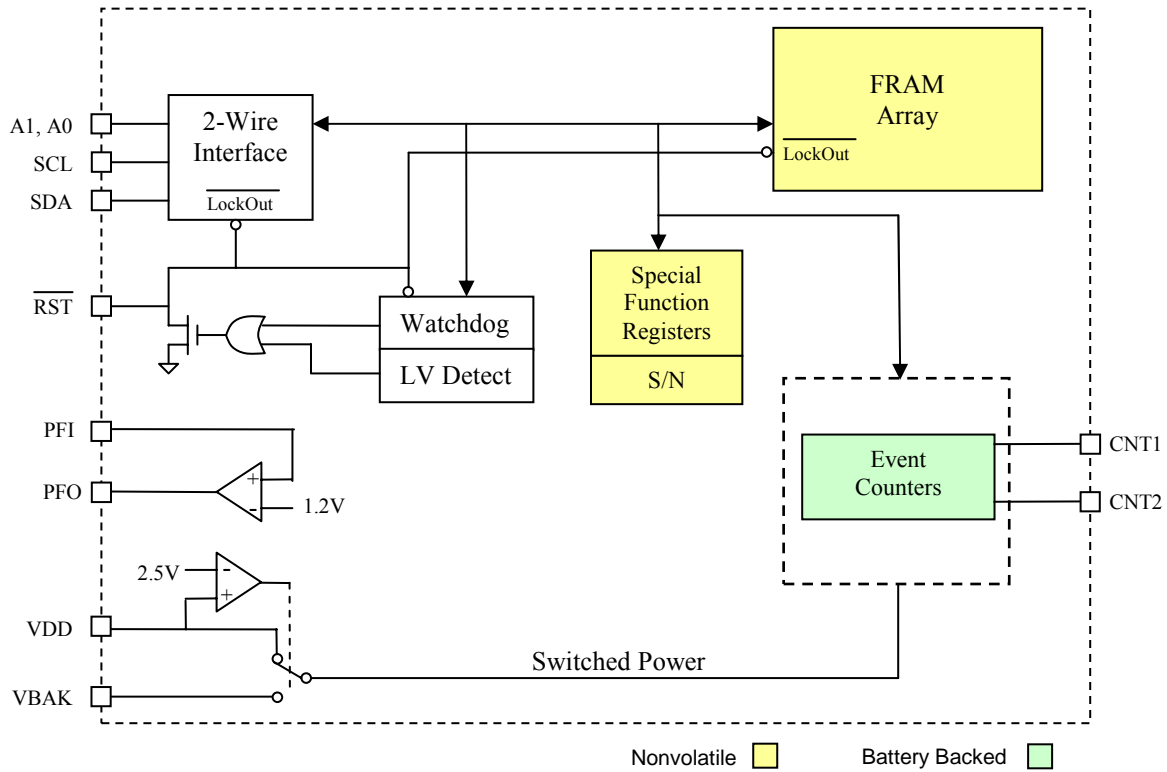 FRAM
Array
LockOut
2-Wire
Interface
LockOut
A1, A0
SCL
SDA
RST
Watchdog
LV Detect
Special
Function
Registers
S/N
PFI
PFO
+
-
1.2V
Event
Counters
CNT1
CNT2
2.5V
-
+
VDD
VBAK
Switched Power
Nonvolatile
Battery Backed